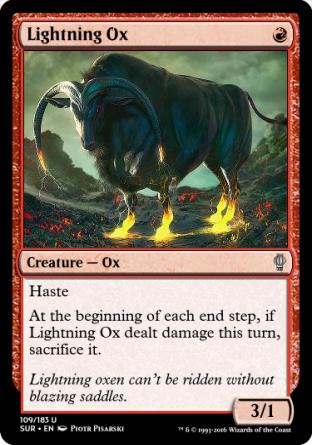 Lightning Ox
Creature — Ox
Haste
At the beginning of each end step, if
Lightning Ox dealt damage this turn,
sacrifice it.
Lightning oxen can't be ridden without
blazing saddles.
3/1
109/183 U
SUR • EN Piotr Pisarski
™ & © 1993-2016 Wizards of the Coast